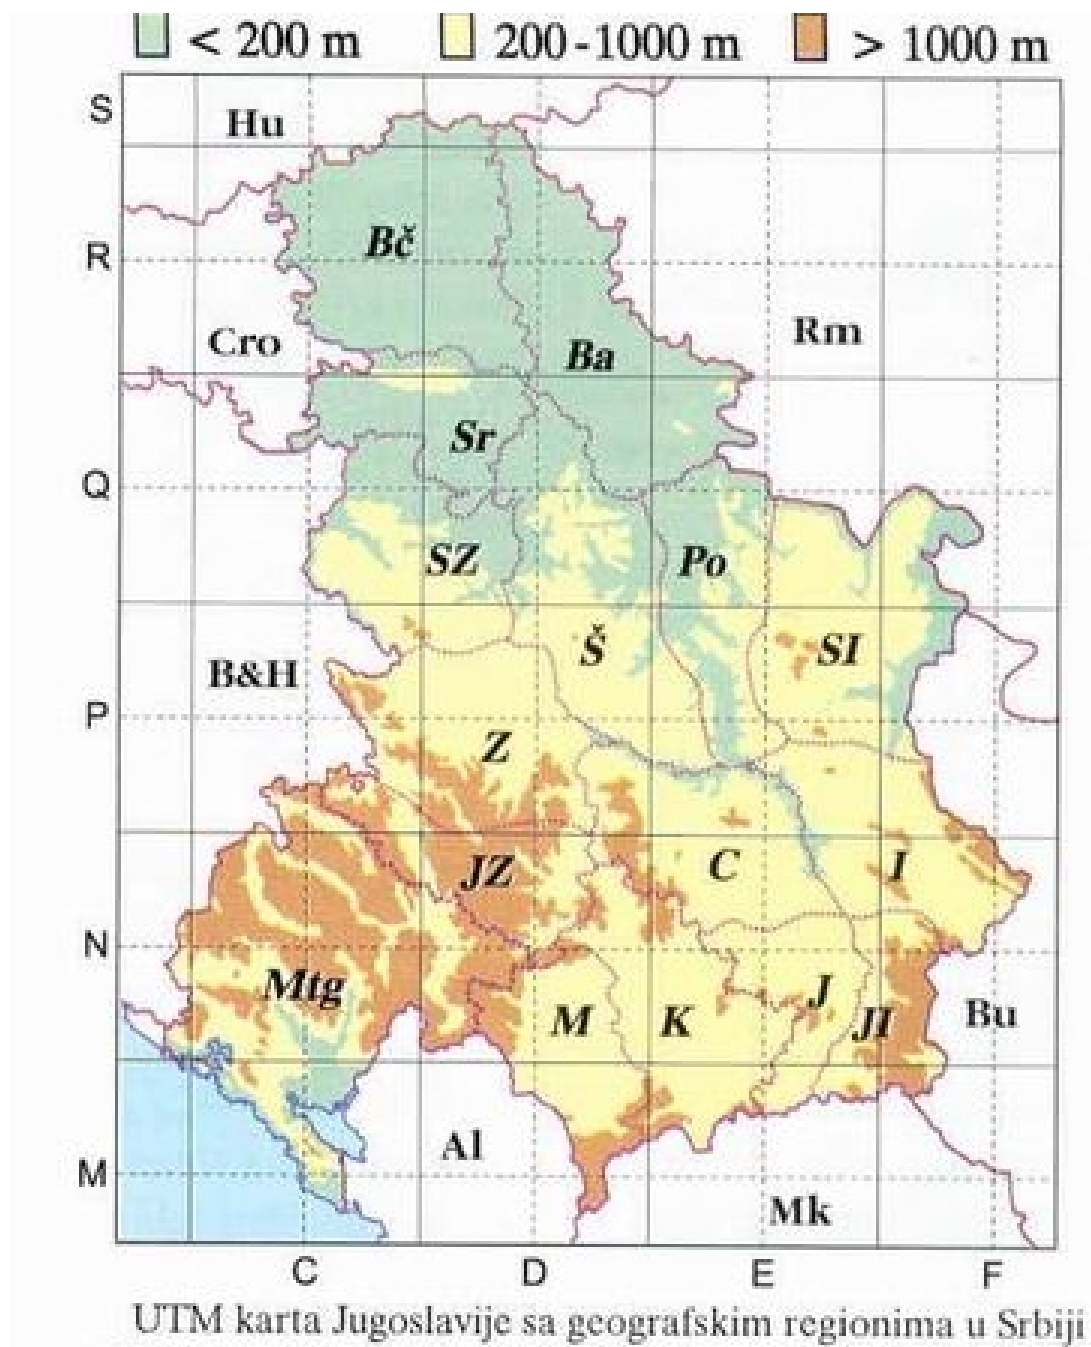 < 200 m 200-1000 m > 1000 m
S
Hu
Bč
R
Cro
Rm
Ba
Sr
Q
SZ
Po
Š
SI
B&H
P
Z
JZ
C
I
N
Mtg
M
K
J
JI
Bu
Al
M
Mk
C D E F
UTM karta Jugoslavije sa geografskim regionima u Srbiji